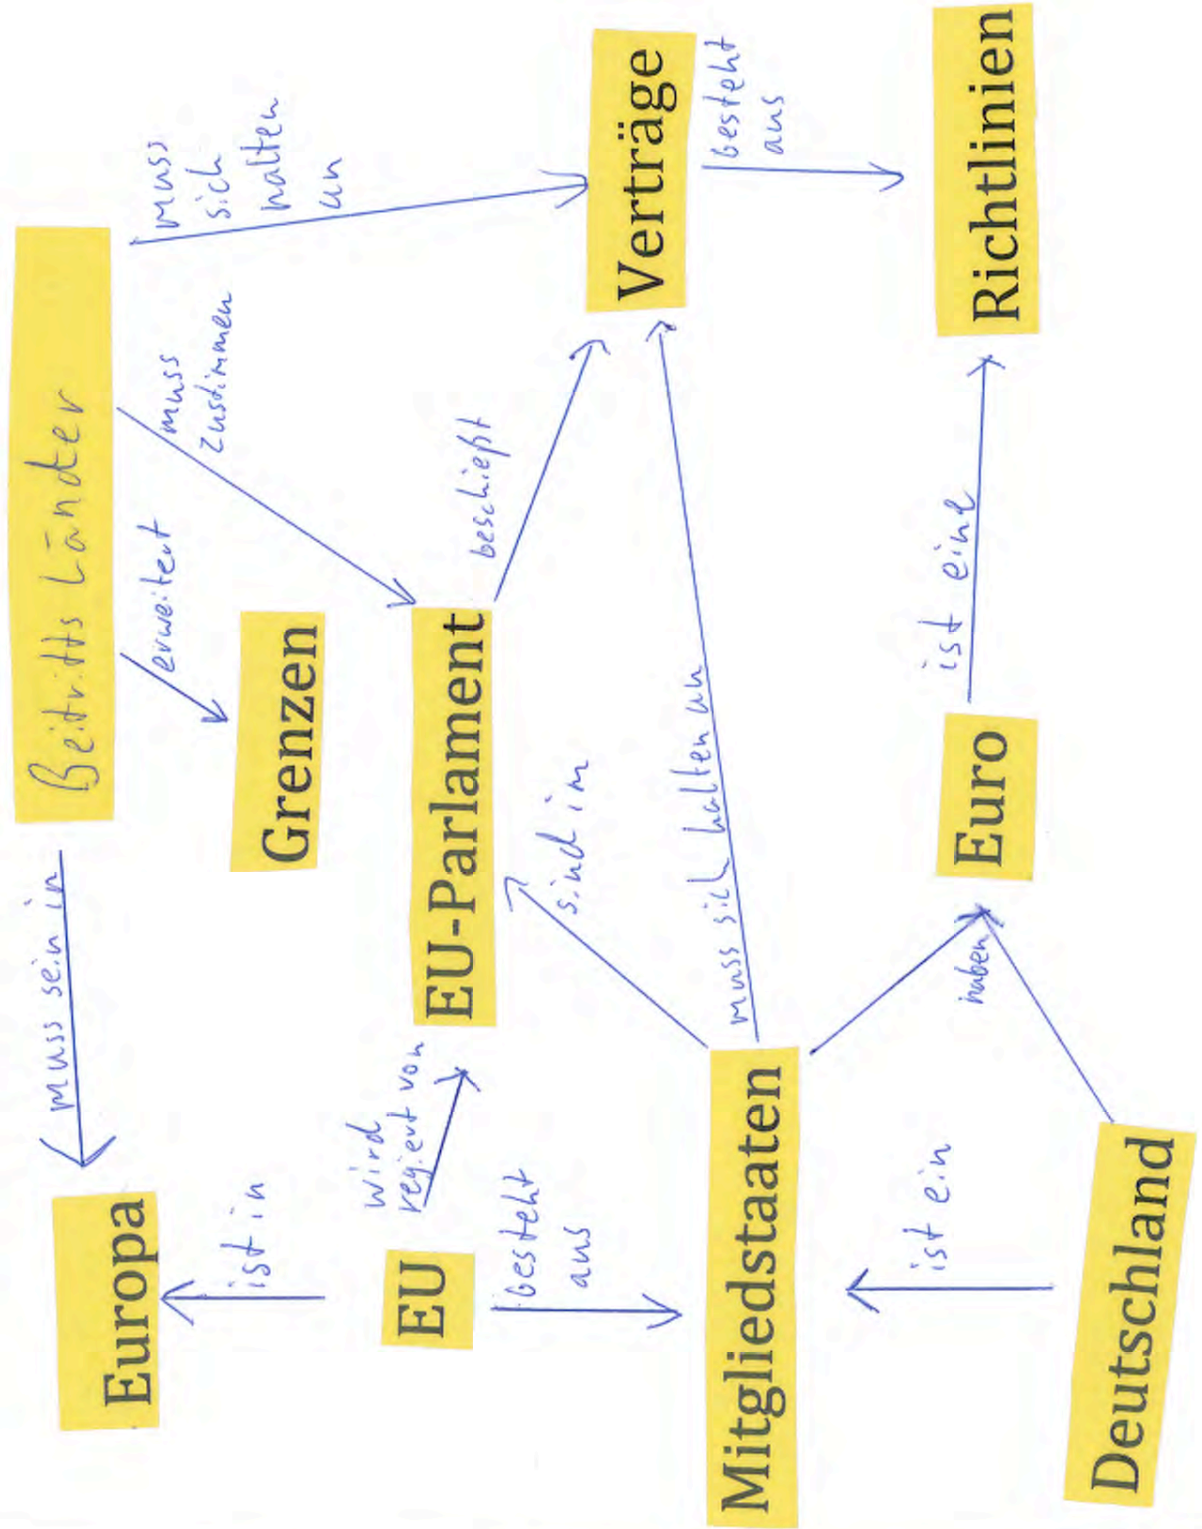 Beitritts Länder
muss sein in
erweitert
muss
zustimmen
muss
sich
halten
an
Europa
Grenzen
ist in
wird
regiert von
EU
EU-Parlament
beschießt
Verträge
besteht
aus
sind im
besteht
aus
muss sich halten an
Mitgliedstaaten
haben
Euro
ist eine
Richtlinien
ist ein
Deutschland